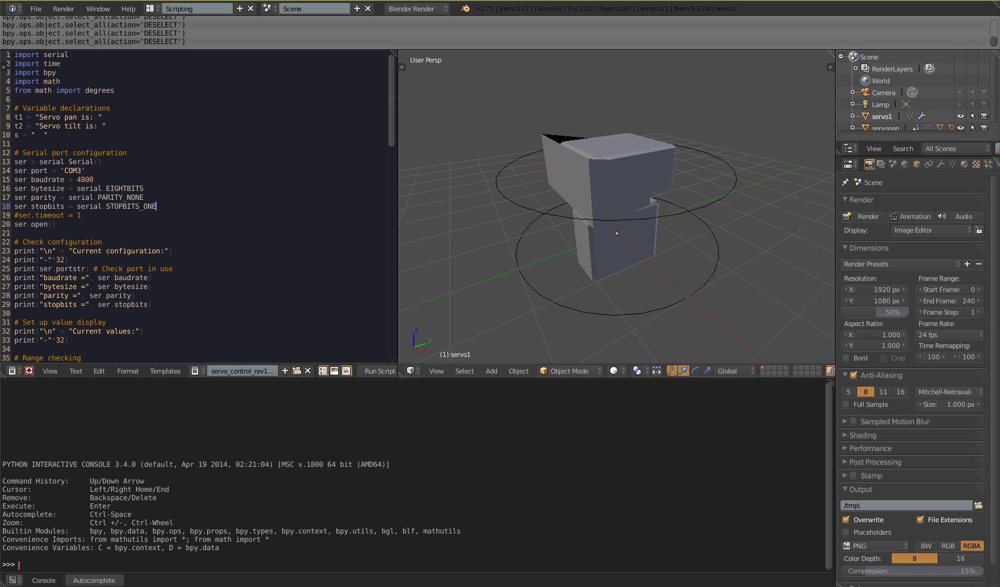 File Render Window Help Scripting Scene Blender Render v2.71 | Verts:137 | Faces:68 | Tris:120 | Objects:0/7 | Lamps:0/1 | Mem:9.33M | servo1
bpy.ops.object.select_all(action='DESELECT')
bpy.ops.object.select_all(action='DESELECT')
bpy.ops.object.select_all(action='DESELECT')
bpy.ops.object.select_all(action='DESELECT')
1 import serial
2 import time
3 import bpy
4 import math
5 from math import degrees
6
7 # Variable declarations
8 t1 = "Servo pan is: "
9 t2 = "Servo tilt is: "
10 s = "  "
11
12 # Serial port configuration
13 ser = serial.Serial()
14 ser.port = 'COM3'
15 ser.baudrate = 4800
16 ser.bytesize = serial.EIGHTBITS
17 ser.parity = serial.PARITY_NONE
18 ser.stopbits = serial.STOPBITS_ONE
19 #ser.timeout = 1
20 ser.open()
21
22 # Check configuration
23 print("\n" + "Current configuration:")
24 print("-"*32)
25 print(ser.portstr) # Check port in use
26 print("baudrate =", ser.baudrate)
27 print("bytesize =", ser.bytesize)
28 print("parity =", ser.parity)
29 print("stopbits =", ser.stopbits)
30
31 # Set up value display
32 print("\n" + "Current values:")
33 print("-"*32)
34
35 # Range checking
View Text Edit Format Templates servo_control_rev1... Run Script
User Persp
z
y
x
(1) servo1
View Select Add Object Object Mode Global
PYTHON INTERACTIVE CONSOLE 3.4.0 (default, Apr 19 2014, 02:21:04) [MSC v.1800 64 bit (AMD64)]
Command History: Up/Down Arrow
Cursor: Left/Right Home/End
Remove: Backspace/Delete
Execute: Enter
Autocomplete: Ctrl-Space
Zoom: Ctrl +/-, Ctrl-Wheel
Builtin Modules: bpy, bpy.data, bpy.ops, bpy.props, bpy.types, bpy.context, bpy.utils, bgl, blf, mathutils
Convenience Imports: from mathutils import *; from math import *
Convenience Variables: C = bpy.context, D = bpy.data
>>>
Console Autocomplete
Scene
RenderLayers
World
Camera
Lamp
servo1
servopan
View Search All Scenes
Scene
Render
Render Animation Audio
Display: Image Editor
Dimensions
Render Presets
Resolution: Frame Range:
X: 1920 px Start Frame: 0
Y: 1080 px End Frame: 240
50% Frame Step: 1
Aspect Ratio: Frame Rate:
X: 1.000 24 fps
Y: 1.000 Time Remapping:
Bord Crop : 100 : 100
Anti-Aliasing
5 8 11 16 Mitchell-Netravali
Full Sample Size: 1.000 px
Sampled Motion Blur
Shading
Performance
Post Processing
Stamp
Output
/tmp\
Overwrite File Extensions
Placeholders
PNG BW RGB RGBA
Color Depth: 8 16
Compression: 15%